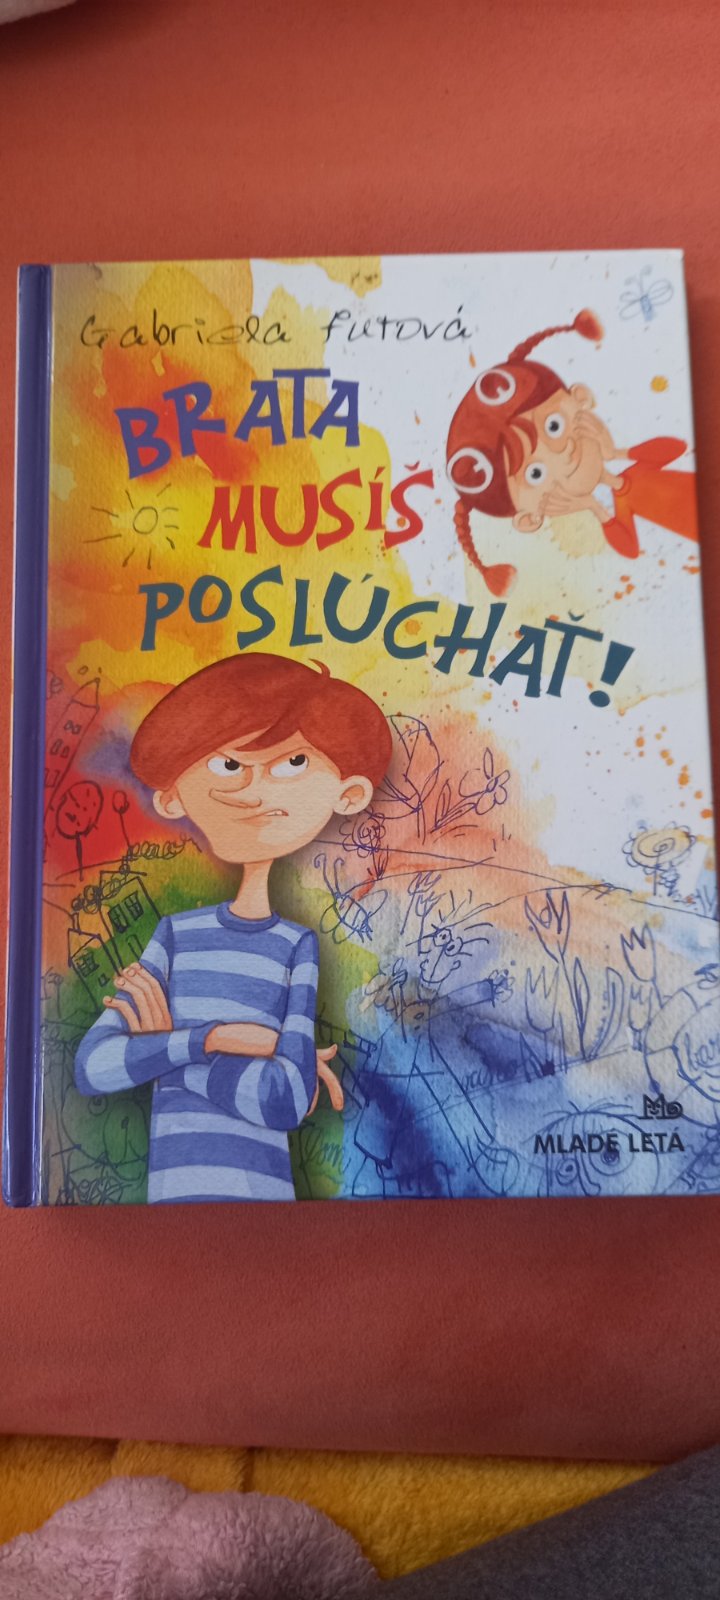 Gabriela Futová
BRATA
MUSÍŠ
POSLÚCHAŤ!
MLADÉ LETÁ